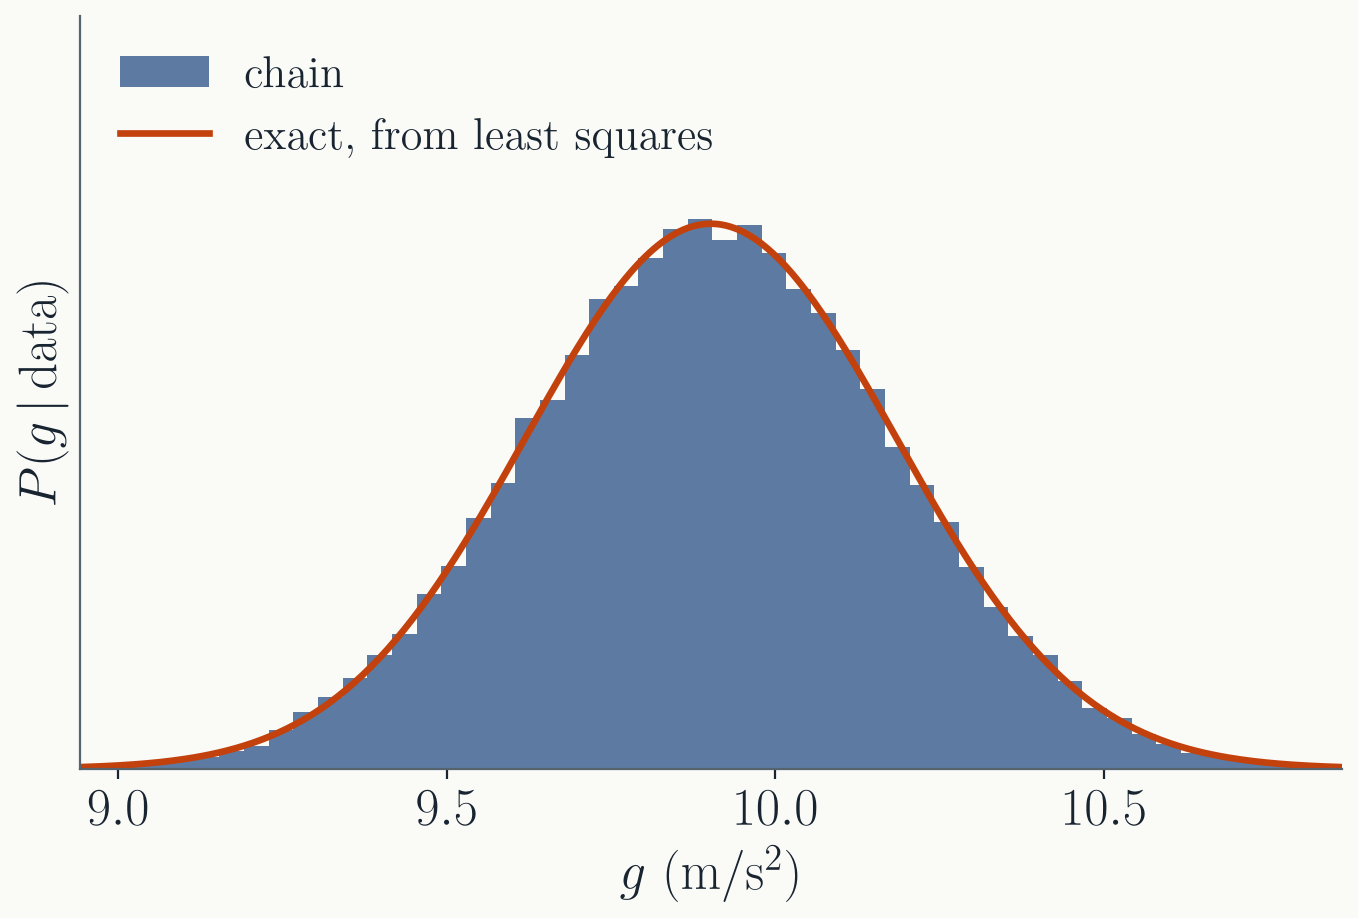 chain
exact, from least squares
P(g | data)
9.0 9.5 10.0 10.5
g (m/s²)